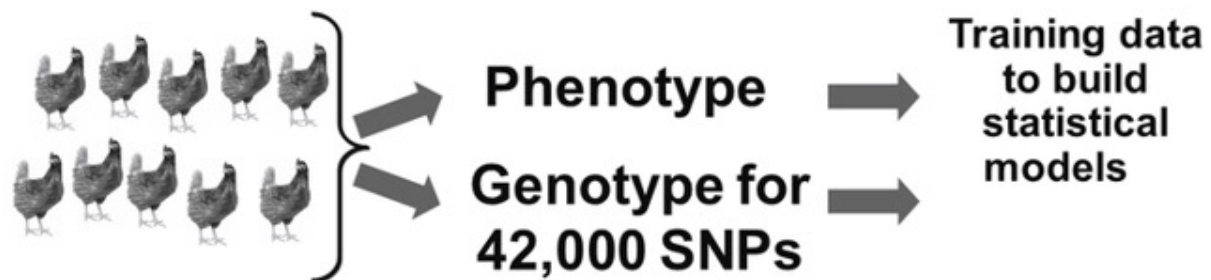 Phenotype
Genotype for
42,000 SNPs
Training data
to build
statistical
models